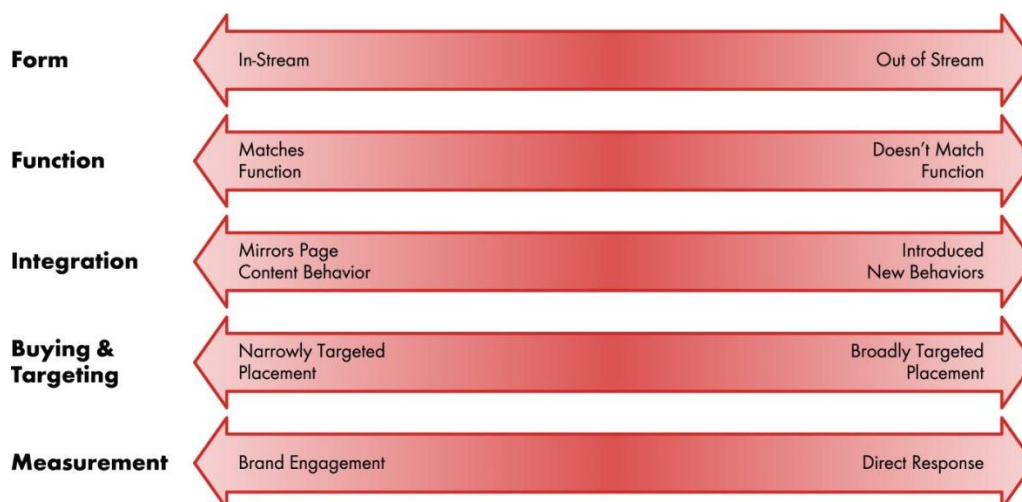 Form
In-Stream
Out of Stream
Function
Matches
Function
Doesn't Match
Function
Integration
Mirrors Page
Content Behavior
Introduced
New Behaviors
Buying &
Targeting
Narrowly Targeted
Placement
Broadly Targeted
Placement
Measurement
Brand Engagement
Direct Response